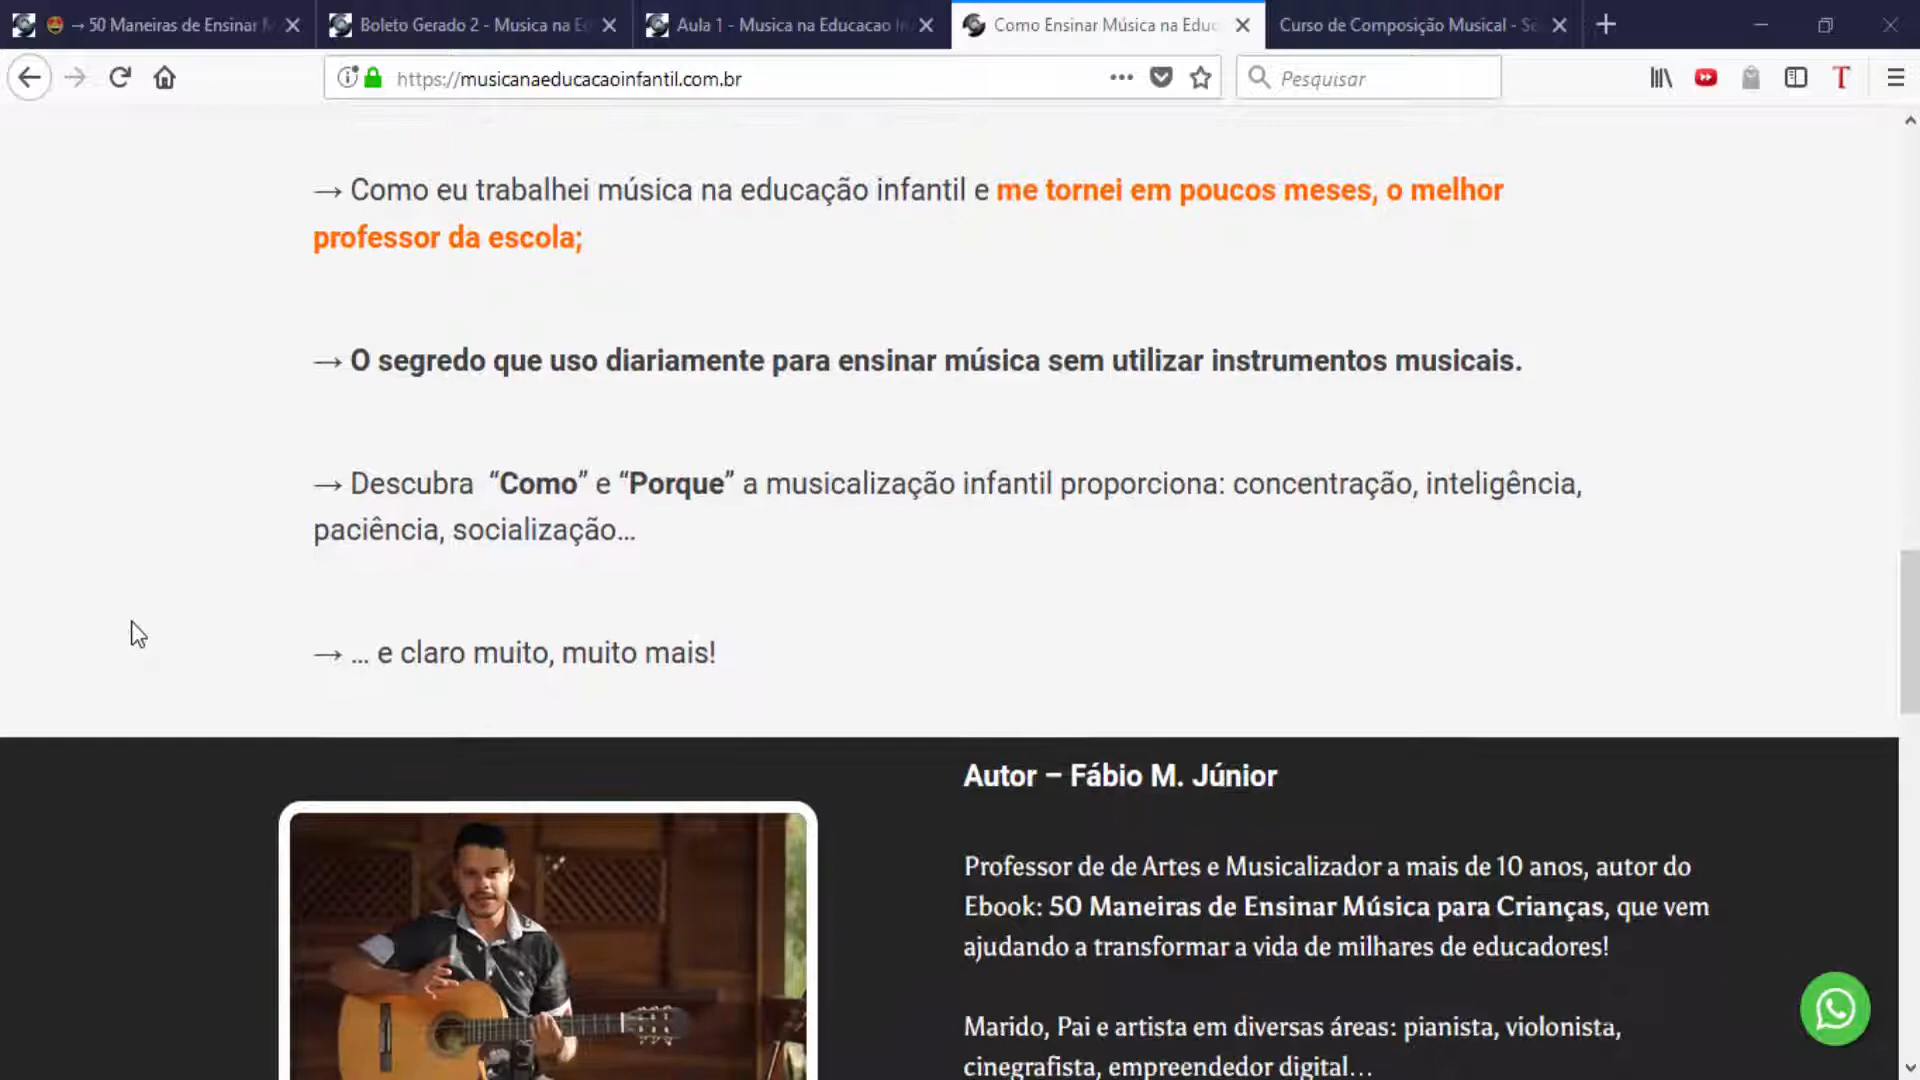 → 50 Maneiras de Ensinar M
Boleto Gerado 2 - Musica na Ed
Aula 1 - Musica na Educacao In
Como Ensinar Música na Educ
Curso de Composição Musical - Se
https://musicanaeducacaoinfantil.com.br
Pesquisar
→ Como eu trabalhei música na educação infantil e me tornei em poucos meses, o melhor
professor da escola;
→ O segredo que uso diariamente para ensinar música sem utilizar instrumentos musicais.
→ Descubra “Como” e “Porque” a musicalização infantil proporciona: concentração, inteligência,
paciência, socialização…
→ … e claro muito, muito mais!
Autor – Fábio M. Júnior
Professor de de Artes e Musicalizador a mais de 10 anos, autor do
Ebook: 50 Maneiras de Ensinar Música para Crianças, que vem
ajudando a transformar a vida de milhares de educadores!
Marido, Pai e artista em diversas áreas: pianista, violonista,
cinegrafista, empreendedor digital…